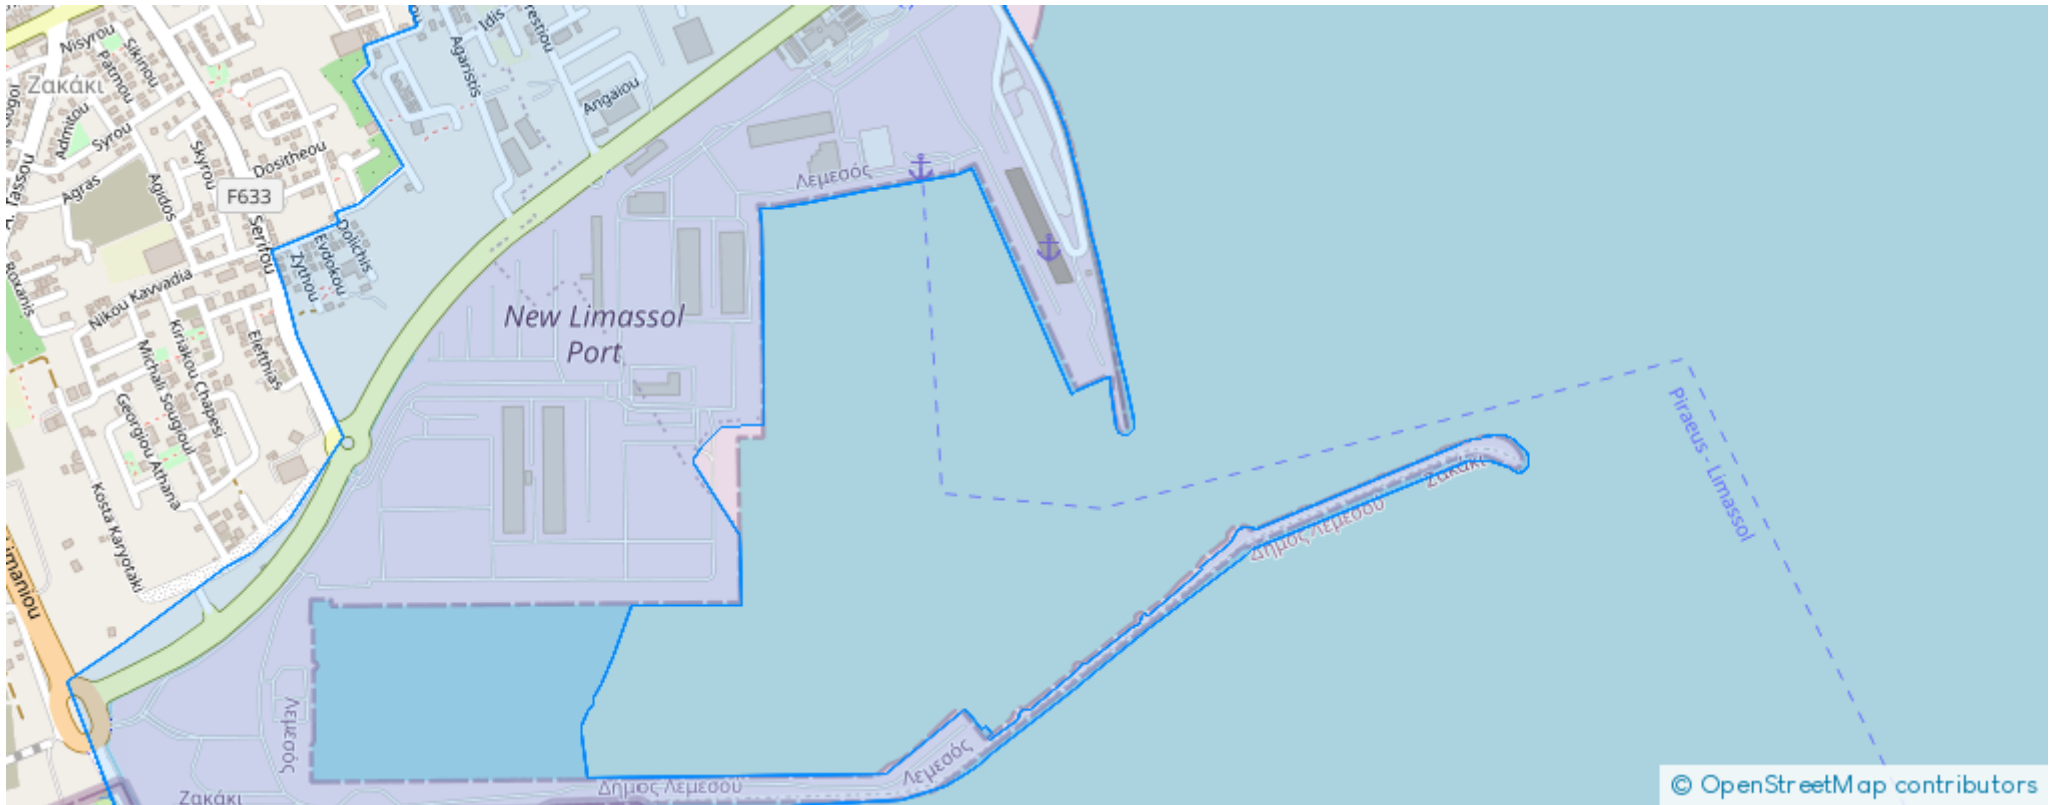 Nisyrou
Sikinou
Patmou
Ζακάκι
Admitou
Syrou
Agras
Agidos
Skyrou
Dositheou
F633
Serifou
Dolichis
Evdokou
Zythou
Idis
Agaristis
Angaiou
Roxanis
Nikou Kavvadia
Kiriakou Chapesi
Michali Sougioul
Elefthias
Georgiou Athana
Kosta Karyotaki
New Limassol
Port
Λεμεσός
Piraeus - Limassol
Ζακάκι
Δήμος Λεμεσού
Λεμεσός
Λεμεσός
Δήμος Λεμεσού
Ζακάκι
© OpenStreetMap contributors